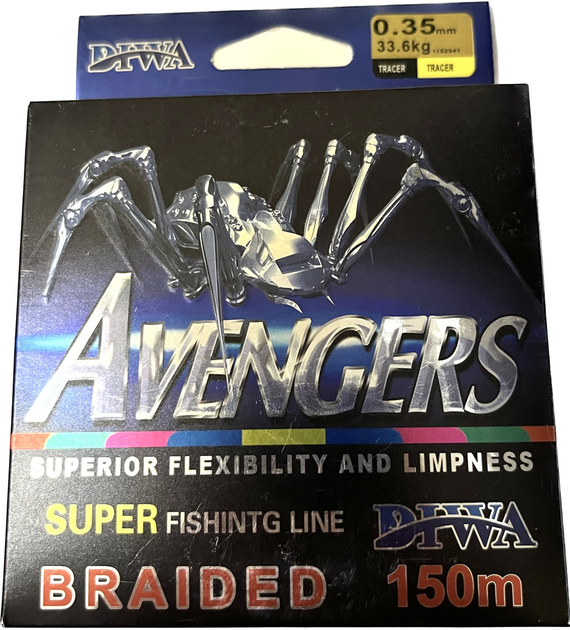 DIWA
0.35mm
33.6kg
TRACER TRACER
AVENGERS
SUPERIOR FLEXIBILITY AND LIMPNESS
SUPER FISHINTG LINE DIWA
BRAIDED 150m